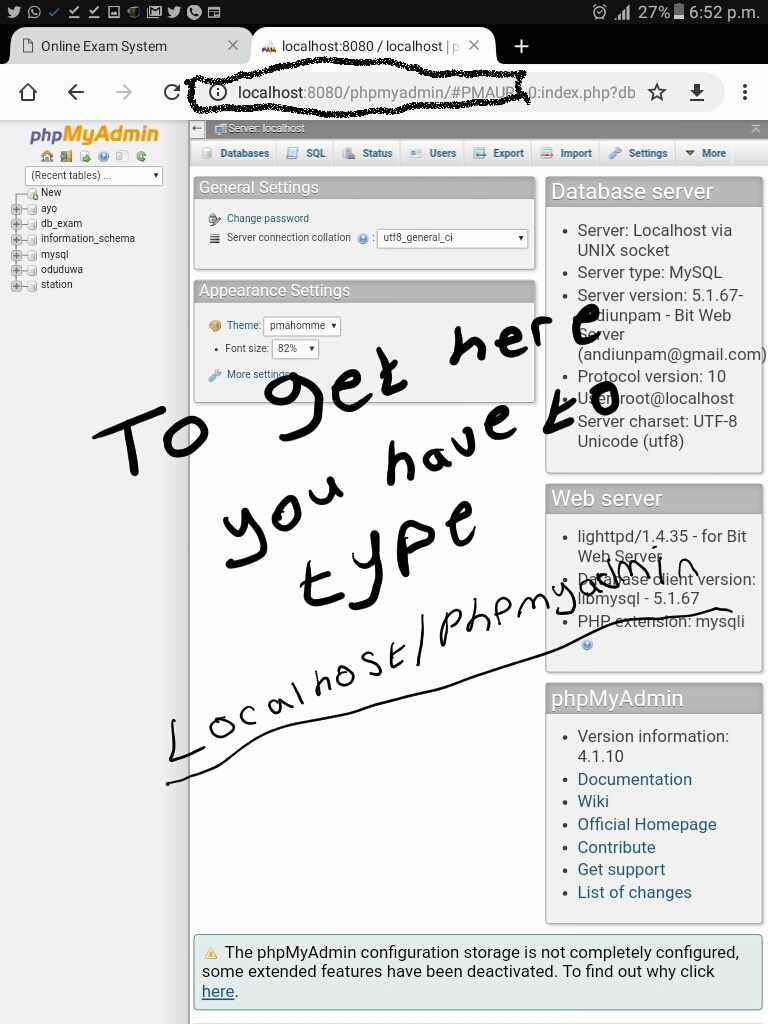 27% 6:52 p.m.
Online Exam System
localhost:8080 / localhost | p
localhost:8080/phpmyadmin/#PMAUR 0:index.php?db
phpMyAdmin
(Recent tables) ...
New
ayo
db_exam
information_schema
mysql
oduduwa
station
Server: localhost
Databases SQL Status Users Export Import Settings More
General Settings
Change password
Server connection collation : utf8_general_ci
Appearance Settings
Theme: pmahomme
Font size: 82%
More settings
Database server
Server: Localhost via
UNIX socket
Server type: MySQL
Server version: 5.1.67-
andiunpam - Bit Web
Server
(andiunpam@gmail.com)
Protocol version: 10
User: root@localhost
Server charset: UTF-8
Unicode (utf8)
Web server
lighttpd/1.4.35 - for Bit
Web Server
Database client version:
libmysql - 5.1.67
PHP extension: mysqli
phpMyAdmin
Version information:
4.1.10
Documentation
Wiki
Official Homepage
Contribute
Get support
List of changes
To get here
you have to
type
Localhost/phpmyadmin
The phpMyAdmin configuration storage is not completely configured,
some extended features have been deactivated. To find out why click
here.